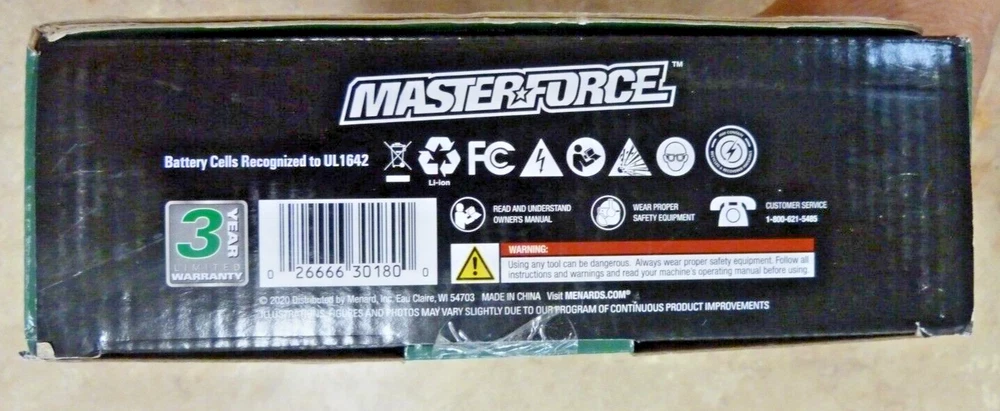 MASTERFORCE™
Battery Cells Recognized to UL1642
Li-ion
FC
READ AND UNDERSTAND
OWNER'S MANUAL
WEAR PROPER
SAFETY EQUIPMENT
CUSTOMER SERVICE
1-800-621-5485
3 YEAR
LIMITED
WARRANTY
0 26666 30180 0
WARNING:
Using any tool can be dangerous. Always wear proper safety equipment. Follow all
instructions and warnings and read your machine's operating manual before using.
© 2020 Distributed by Menard, Inc. Eau Claire, WI 54703 MADE IN CHINA Visit MENARDS.COM®
ILLUSTRATIONS, FIGURES AND PHOTOS MAY VARY SLIGHTLY DUE TO OUR PROGRAM OF CONTINUOUS PRODUCT IMPROVEMENTS